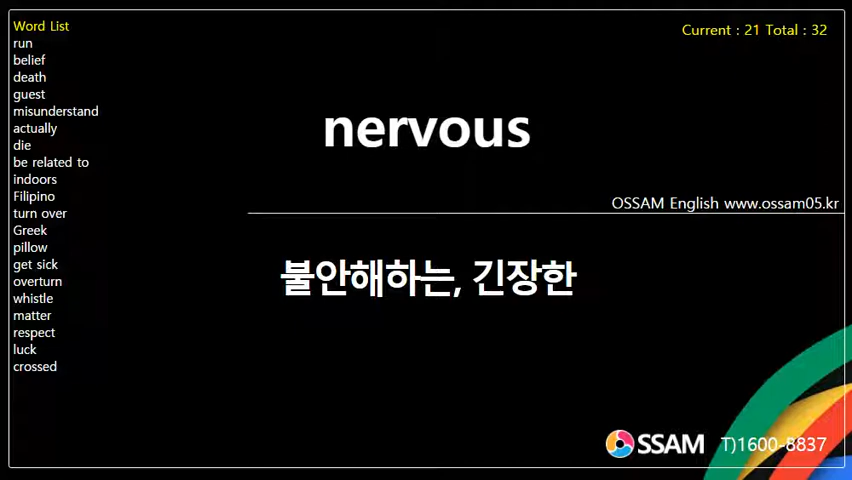 Word List
run
belief
death
guest
misunderstand
actually
die
be related to
indoors
Filipino
turn over
Greek
pillow
get sick
overturn
whistle
matter
respect
luck
crossed
Current : 21 Total : 32
nervous
OSSAM English www.ossam05.kr
불안해하는, 긴장한
OSSAM T)1600-8837